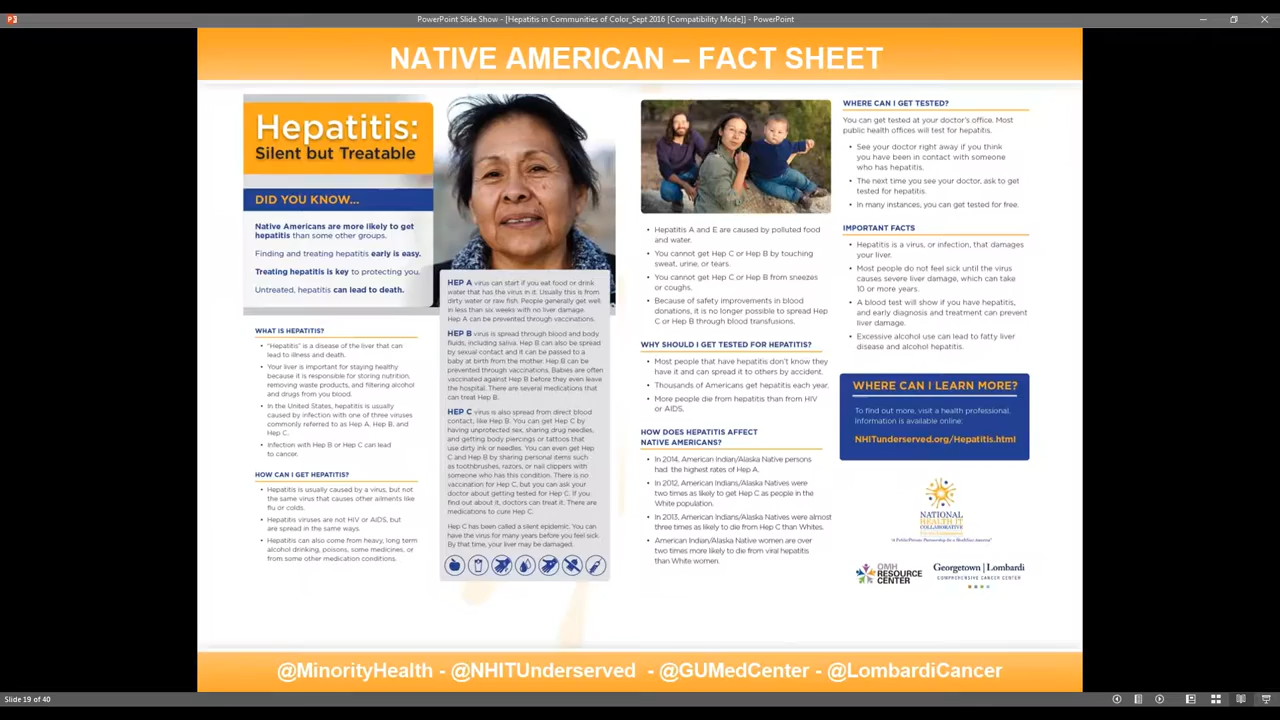 PowerPoint Slide Show - [Hepatitis in Communities of Color_Sept 2016 [Compatibility Mode]] - PowerPoint
NATIVE AMERICAN – FACT SHEET
Hepatitis:
Silent but Treatable
DID YOU KNOW...
Native Americans are more likely to get
hepatitis than some other groups.
Finding and treating hepatitis early is easy.
Treating hepatitis is key to protecting you.
Untreated, hepatitis can lead to death.
WHAT IS HEPATITIS?
• "Hepatitis" is a disease of the liver that can
lead to illness and death.
• Your liver is important for staying healthy
because it is responsible for storing nutrition,
removing waste products, and filtering alcohol
and drugs from you blood.
• In the United States, hepatitis is usually
caused by infection with one of three viruses
commonly referred to as Hep A, Hep B, and
Hep C.
• Infection with Hep B or Hep C can lead
to cancer.
HOW CAN I GET HEPATITIS?
• Hepatitis is usually caused by a virus, but not
the same virus that causes other ailments like
flu or colds.
• Hepatitis viruses are not HIV or AIDS, but
are spread in the same ways.
• Hepatitis can also come from heavy, long term
alcohol drinking, poisons, some medicines, or
from some other medication conditions.
HEP A virus can start if you eat food or drink
water that has the virus in it. Usually this is from
dirty water or raw fish. People generally get well
in less than six weeks with no liver damage.
Hep A can be prevented through vaccinations.
HEP B virus is spread through blood and body
fluids, including saliva. Hep B can also be spread
by sexual contact and it can be passed to a
baby at birth from the mother. Hep B can be
prevented through vaccinations. Babies are often
vaccinated against Hep B before they even leave
the hospital. There are several medications that
can treat Hep B.
HEP C virus is also spread from direct blood
contact, like Hep B. You can get Hep C by
having unprotected sex, sharing drug needles,
and getting body piercings or tattoos that
use dirty ink or needles. You can even get Hep
C and Hep B by sharing personal items such
as toothbrushes, razors, or nail clippers with
someone who has this condition. There is no
vaccination for Hep C, but you can ask your
doctor about getting tested for Hep C. If you
find out about it, doctors can treat it. There are
medications to cure Hep C.
Hep C has been called a silent epidemic. You can
have the virus for many years before you feel sick.
By that time, your liver may be damaged.
• Hepatitis A and E are caused by polluted food
and water.
• You cannot get Hep C or Hep B by touching
sweat, urine, or tears.
• You cannot get Hep C or Hep B from sneezes
or coughs.
• Because of safety improvements in blood
donations, it is no longer possible to spread Hep
C or Hep B through blood transfusions.
WHY SHOULD I GET TESTED FOR HEPATITIS?
• Most people that have hepatitis don't know they
have it and can spread it to others by accident.
• Thousands of Americans get hepatitis each year.
• More people die from hepatitis than from HIV
or AIDS.
HOW DOES HEPATITIS AFFECT
NATIVE AMERICANS?
• In 2014, American Indian/Alaska Native persons
had the highest rates of Hep A.
• In 2012, American Indians/Alaska Natives were
two times as likely to get Hep C as people in the
White population.
• In 2013, American Indians/Alaska Natives were almost
three times as likely to die from Hep C than Whites.
• American Indian/Alaska Native women are over
two times more likely to die from viral hepatitis
than White women.
WHERE CAN I GET TESTED?
You can get tested at your doctor's office. Most
public health offices will test for hepatitis.
• See your doctor right away if you think
you have been in contact with someone
who has hepatitis.
• The next time you see your doctor, ask to get
tested for hepatitis.
• In many instances, you can get tested for free.
IMPORTANT FACTS
• Hepatitis is a virus, or infection, that damages
your liver.
• Most people do not feel sick until the virus
causes severe liver damage, which can take
10 or more years.
• A blood test will show if you have hepatitis,
and early diagnosis and treatment can prevent
liver damage.
• Excessive alcohol use can lead to fatty liver
disease and alcohol hepatitis.
WHERE CAN I LEARN MORE?
To find out more, visit a health professional.
Information is available online:
NHITunderserved.org/Hepatitis.html
NATIONAL
HEALTH IT
COLLABORATIVE
OMH
RESOURCE
CENTER
Georgetown | Lombardi
COMPREHENSIVE CANCER CENTER
@MinorityHealth - @NHITUnderserved - @GUMedCenter - @LombardiCancer
Slide 19 of 40